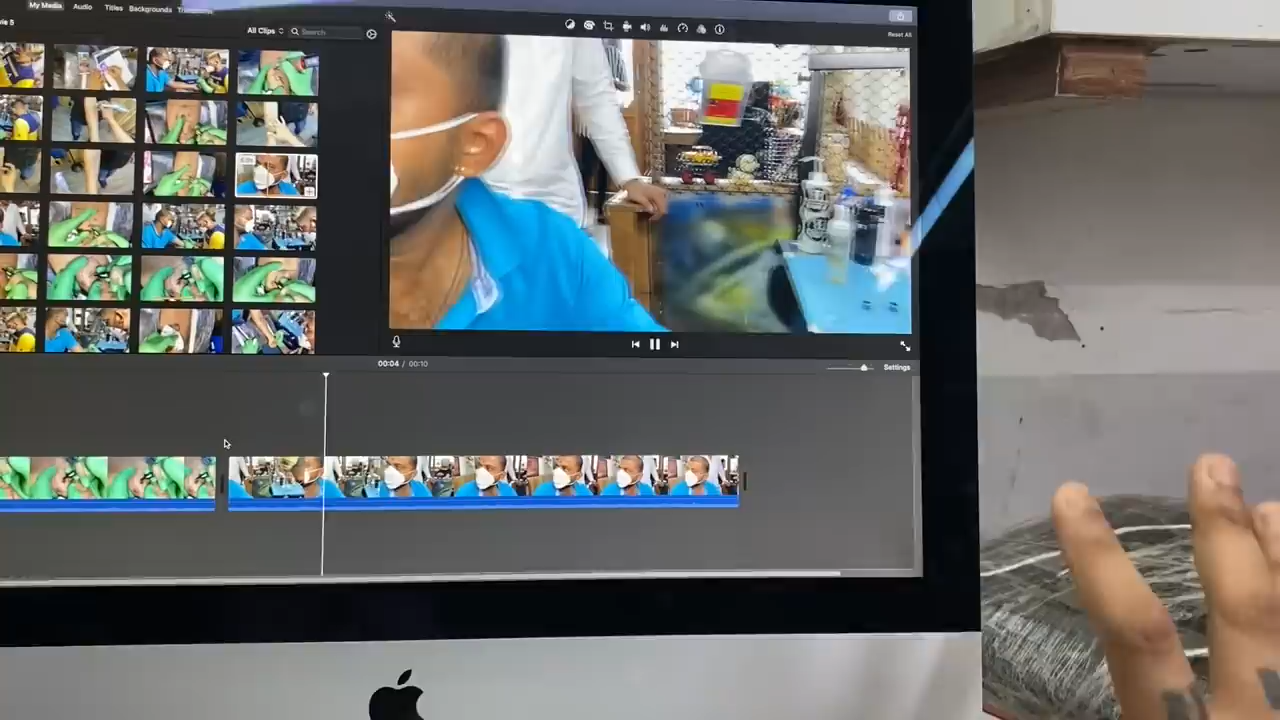 My Media Audio Titles Backgrounds
All Clips Search
Reset All
00:04 / 00:10
Settings